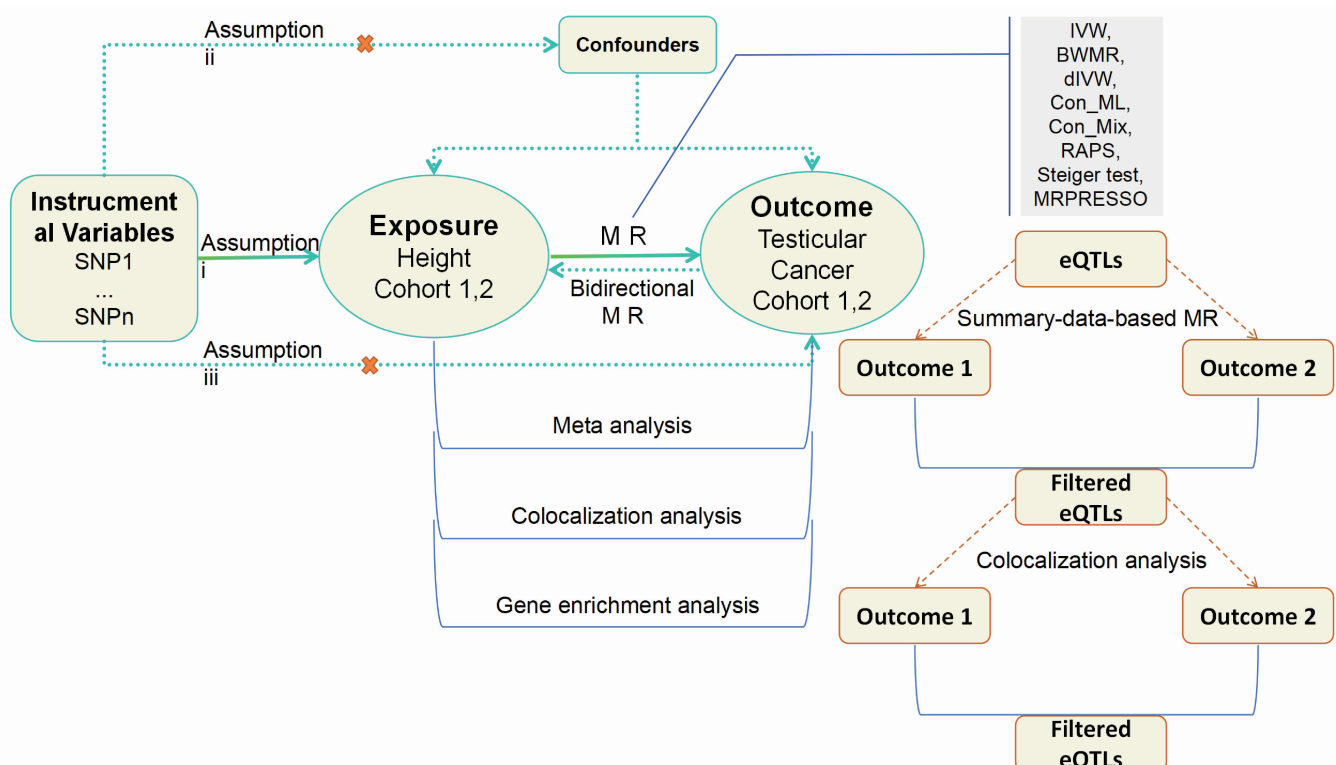 Assumption
ii
Confounders
IVW,
BWMR,
dIVW,
Con_ML,
Con_Mix,
RAPS,
Steiger test,
MRPRESSO
Instrucment
al Variables
SNP1
...
SNPn
Assumption
i
Exposure
Height
Cohort 1,2
M R
Bidirectional
M R
Outcome
Testicular
Cancer
Cohort 1,2
Assumption
iii
Meta analysis
Colocalization analysis
Gene enrichment analysis
eQTLs
Summary-data-based MR
Outcome 1
Outcome 2
Filtered
eQTLs
Colocalization analysis
Outcome 1
Outcome 2
Filtered
eQTLs